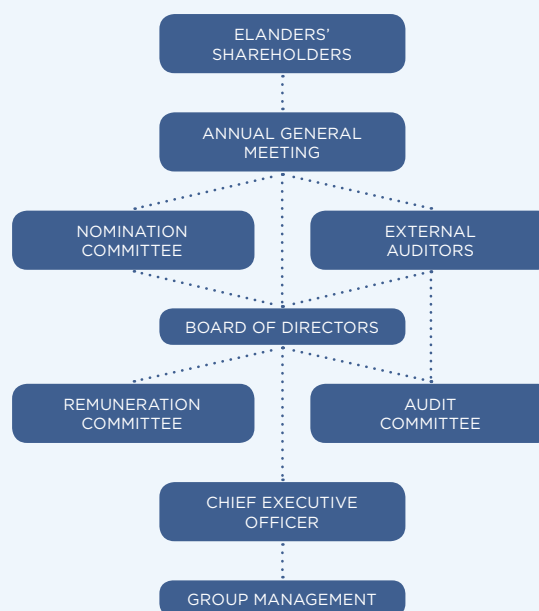 ELANDERS'
SHAREHOLDERS
ANNUAL GENERAL
MEETING
NOMINATION
COMMITTEE
EXTERNAL
AUDITORS
BOARD OF DIRECTORS
REMUNERATION
COMMITTEE
AUDIT
COMMITTEE
CHIEF EXECUTIVE
OFFICER
GROUP MANAGEMENT